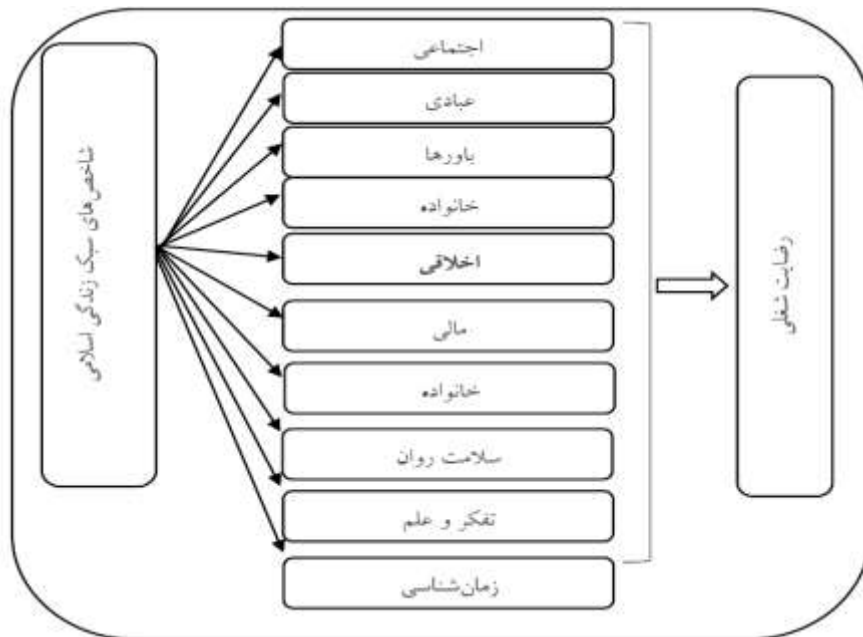 شاخص‌های سبک زندگی اسلامی
اجتماعی
عبادی
باورها
خانواده
اخلاقی
مالی
خانواده
سلامت روان
تفکر و علم
زمان‌شناسی
رضایت شغلی